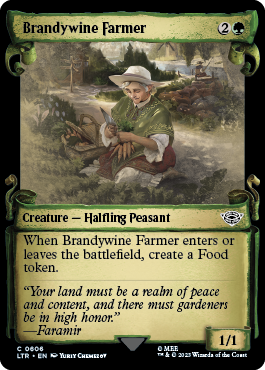 Brandywine Farmer 2
Creature — Halfling Peasant
When Brandywine Farmer enters or
leaves the battlefield, create a Food
token.
“Your land must be a realm of peace
and content, and there must gardeners
be in high honor.”
—Faramir
1/1
C 0606
LTR • EN YURIY CHEMEZOV
© MEE
™ & © 2023 Wizards of the Coast